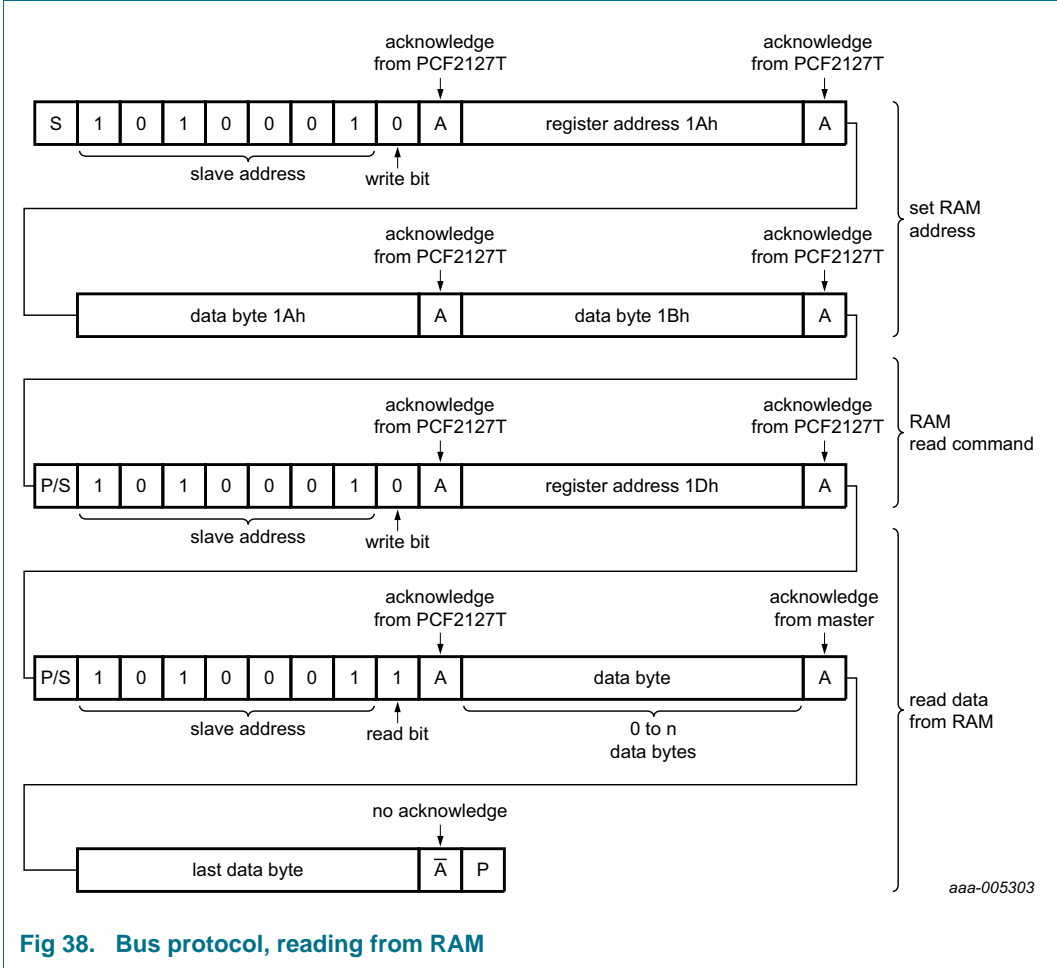 acknowledge acknowledge
from PCF2127T from PCF2127T
S 1 0 1 0 0 0 1 0 A register address 1Ah A
slave address write bit
set RAM
address
acknowledge acknowledge
from PCF2127T from PCF2127T
data byte 1Ah A data byte 1Bh A
acknowledge acknowledge
from PCF2127T from PCF2127T
RAM
read command
P/S 1 0 1 0 0 0 1 0 A register address 1Dh A
slave address write bit
acknowledge acknowledge
from PCF2127T from master
P/S 1 0 1 0 0 0 1 1 A data byte A
slave address read bit 0 to n
data bytes
read data
from RAM
no acknowledge
last data byte A̅ P
aaa-005303
Fig 38. Bus protocol, reading from RAM